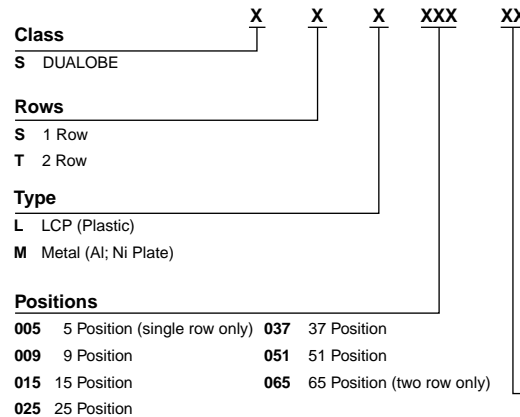 X X X XXX XX
Class
S DUALOBE
Rows
S 1 Row
T 2 Row
Type
L LCP (Plastic)
M Metal (Al; Ni Plate)
Positions
005 5 Position (single row only) 037 37 Position
009 9 Position 051 51 Position
015 15 Position 065 65 Position (two row only)
025 25 Position